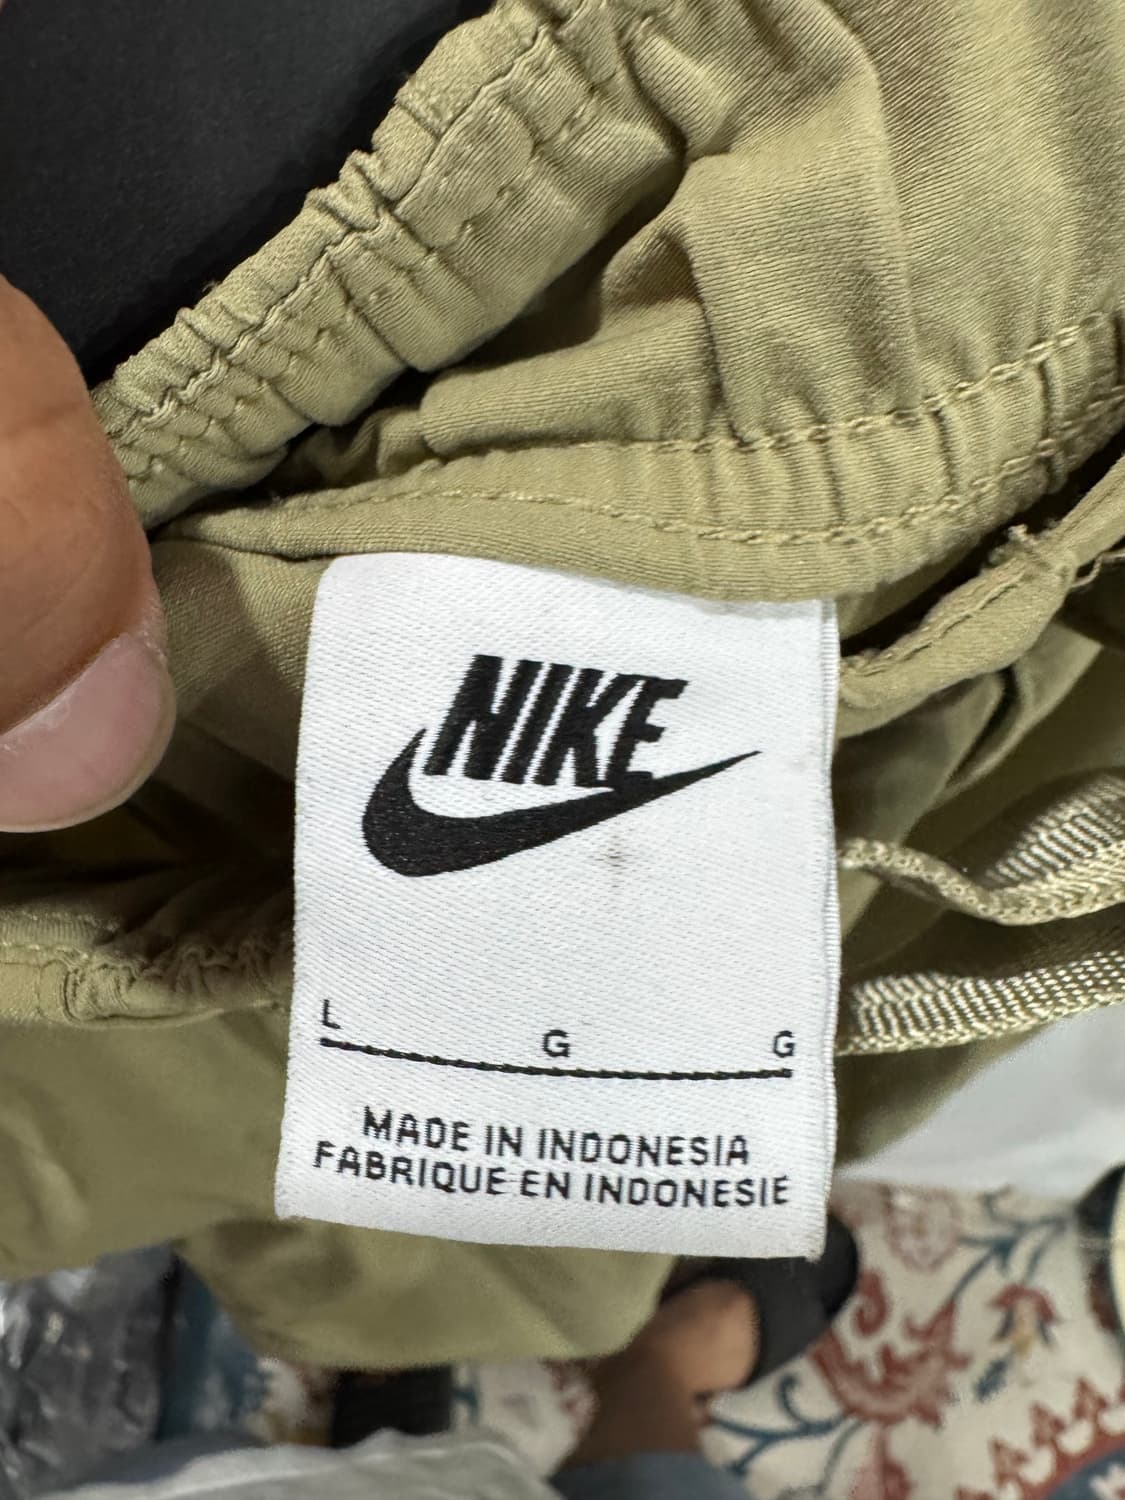 NIKE
L G G
MADE IN INDONESIA
FABRIQUE EN INDONESIE